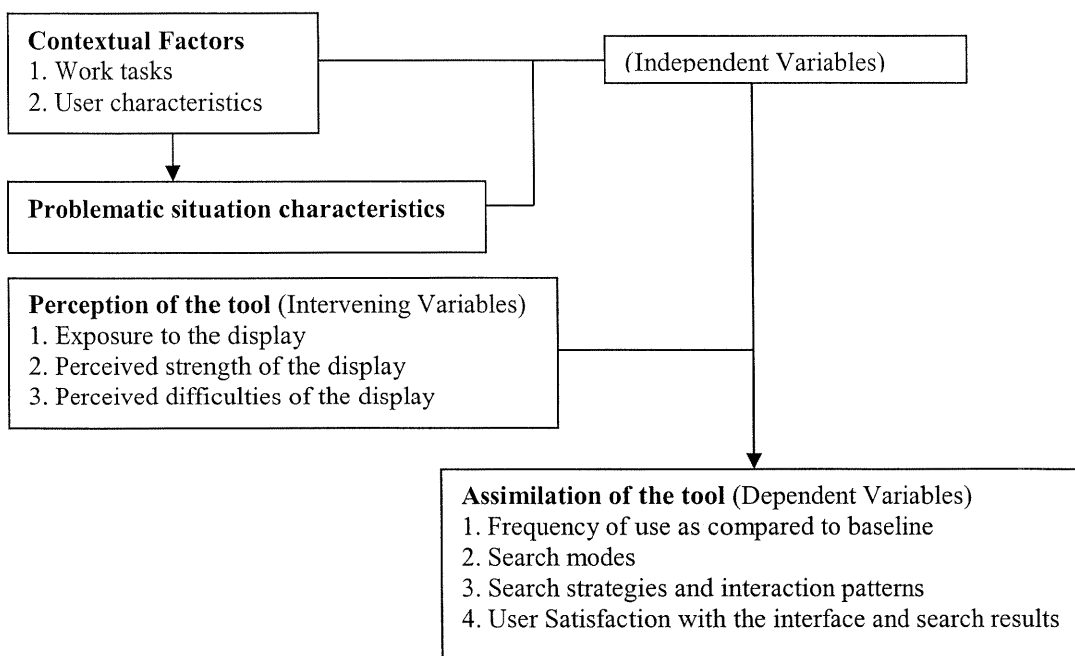 Contextual Factors
1. Work tasks
2. User characteristics
(Independent Variables)
Problematic situation characteristics
Perception of the tool (Intervening Variables)
1. Exposure to the display
2. Perceived strength of the display
3. Perceived difficulties of the display
Assimilation of the tool (Dependent Variables)
1. Frequency of use as compared to baseline
2. Search modes
3. Search strategies and interaction patterns
4. User Satisfaction with the interface and search results